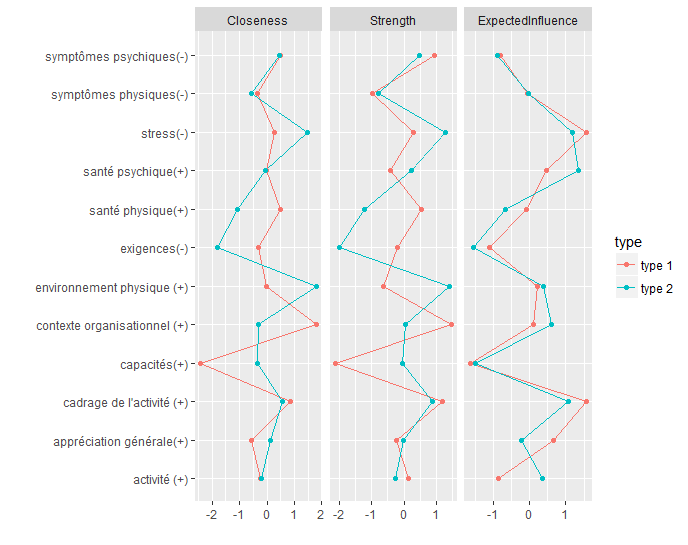 Closeness Strength ExpectedInfluence
symptômes psychiques(-)
symptômes physiques(-)
stress(-)
santé psychique(+)
santé physique(+)
exigences(-)
environnement physique (+)
contexte organisationnel (+)
capacités(+)
cadrage de l'activité (+)
appréciation générale(+)
activité (+)
-2 -1 0 1 2 -2 -1 0 1 -1 0 1
type
type 1
type 2